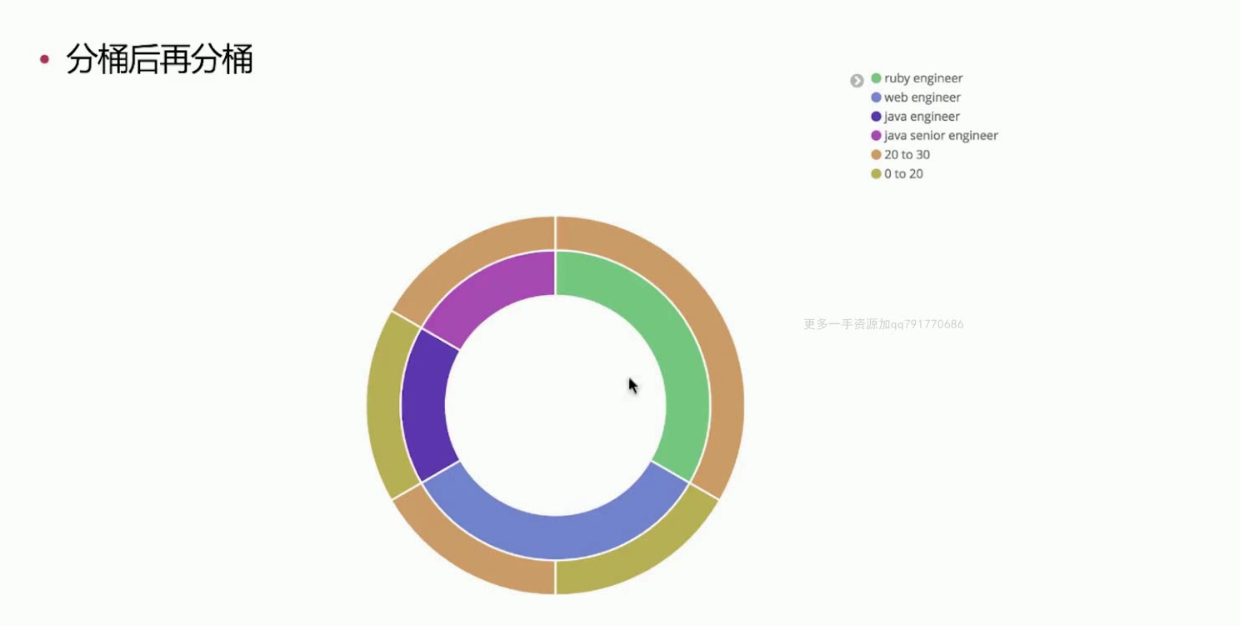 • 分桶后再分桶
ruby engineer
web engineer
java engineer
java senior engineer
20 to 30
0 to 20
更多一手资源加qq791770686